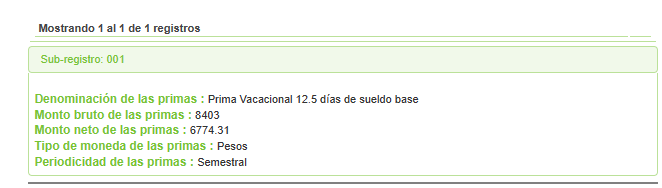 Mostrando 1 al 1 de 1 registros
Sub-registro: 001
Denominación de las primas : Prima Vacacional 12.5 días de sueldo base
Monto bruto de las primas : 8403
Monto neto de las primas : 6774.31
Tipo de moneda de las primas : Pesos
Periodicidad de las primas : Semestral